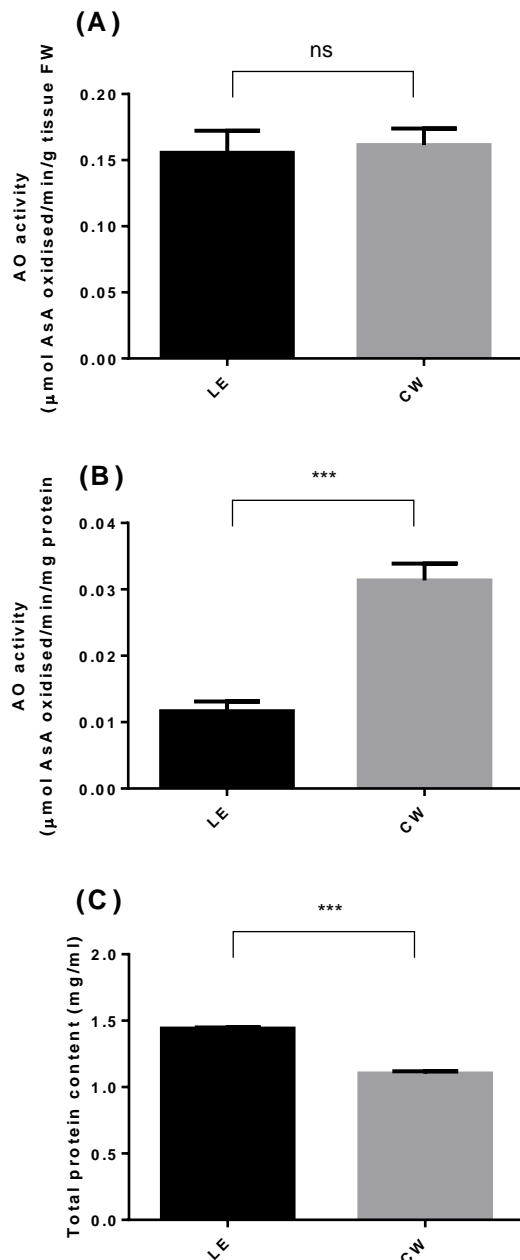 (A)
ns
AO activity
(µmol AsA oxidised/min/g tissue FW
0.20
0.15
0.10
0.05
0.00
LE
CW
(B)
***
AO activity
(µmol AsA oxidised/min/mg protein
0.04
0.03
0.02
0.01
0.00
LE
CW
(C)
***
Total protein content (mg/ml)
2.0
1.5
1.0
0.5
0.0
LE
CW